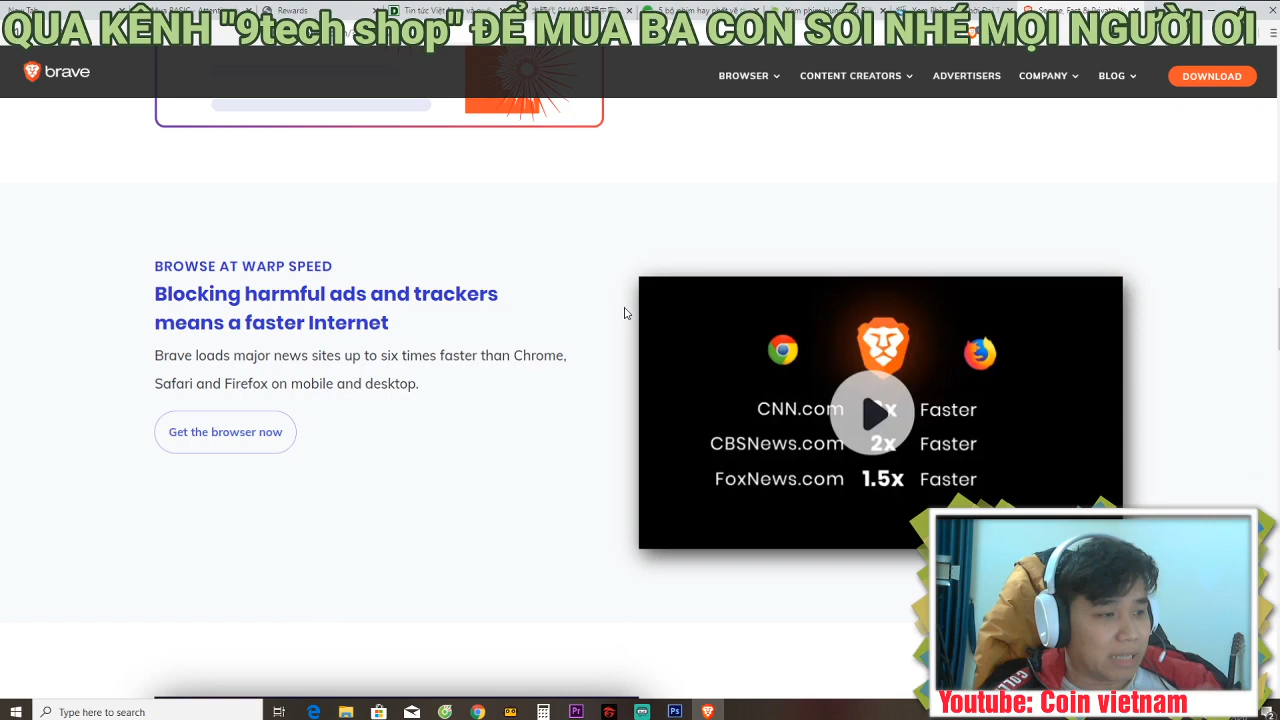 QUA KÊNH "9tech shop" ĐỂ MUA BA CON SÓI NHÉ MỌI NGƯỜI ƠI
brave
BROWSER
CONTENT CREATORS
ADVERTISERS
COMPANY
BLOG
DOWNLOAD
BROWSE AT WARP SPEED
Blocking harmful ads and trackers
means a faster Internet
Brave loads major news sites up to six times faster than Chrome,
Safari and Firefox on mobile and desktop.
Get the browser now
CNN.com Faster
CBSNews.com 2x Faster
FoxNews.com 1.5x Faster
Youtube: Coin vietnam
Type here to search
Pr
Ps